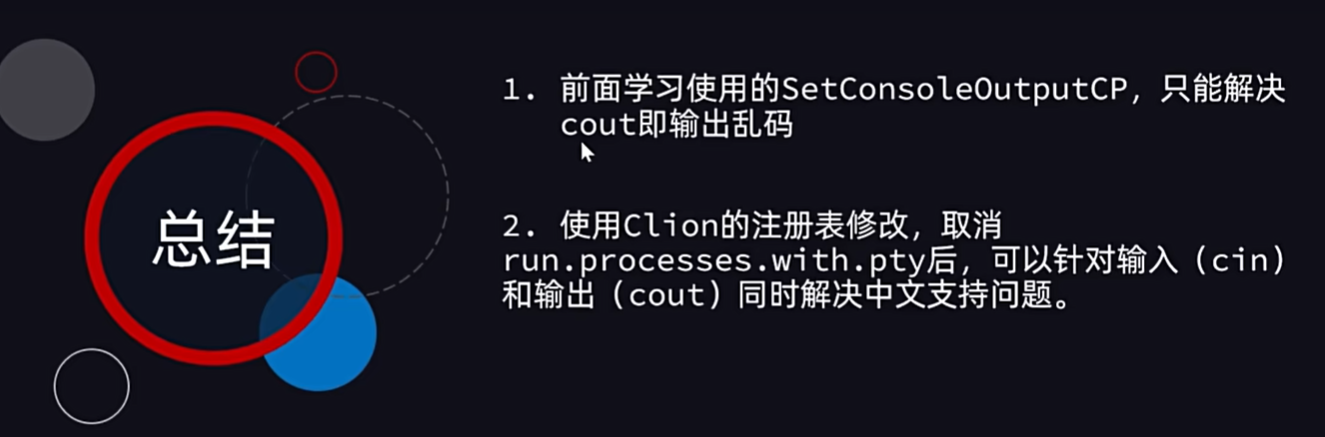 总结
1. 前面学习使用的SetConsoleOutputCP，只能解决
cout即输出乱码
2. 使用Clion的注册表修改，取消
run.processes.with.pty后，可以针对输入（cin）
和输出（cout）同时解决中文支持问题。